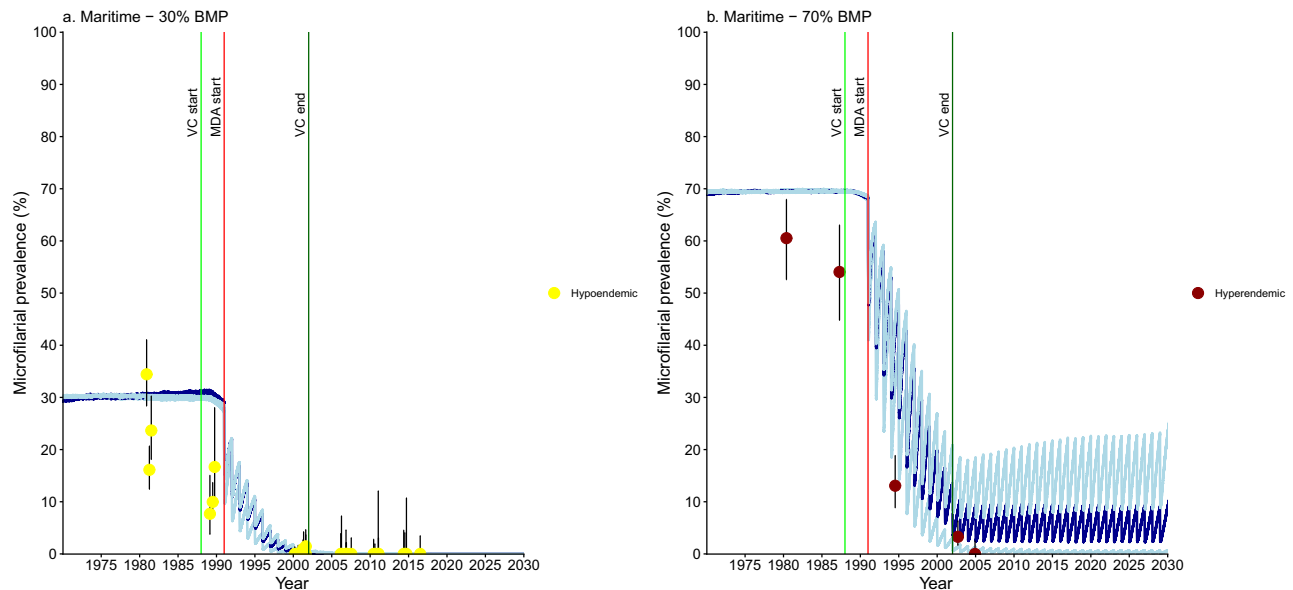 a. Maritime − 30% BMP
100
90
80
70
60
50
40
30
20
10
0
Microfilarial prevalence (%)
VC start
MDA start
VC end
1975 1980 1985 1990 1995 2000 2005 2010 2015 2020 2025 2030
Year
Hypoendemic
b. Maritime − 70% BMP
100
90
80
70
60
50
40
30
20
10
0
Microfilarial prevalence (%)
VC start
MDA start
VC end
1975 1980 1985 1990 1995 2000 2005 2010 2015 2020 2025 2030
Year
Hyperendemic